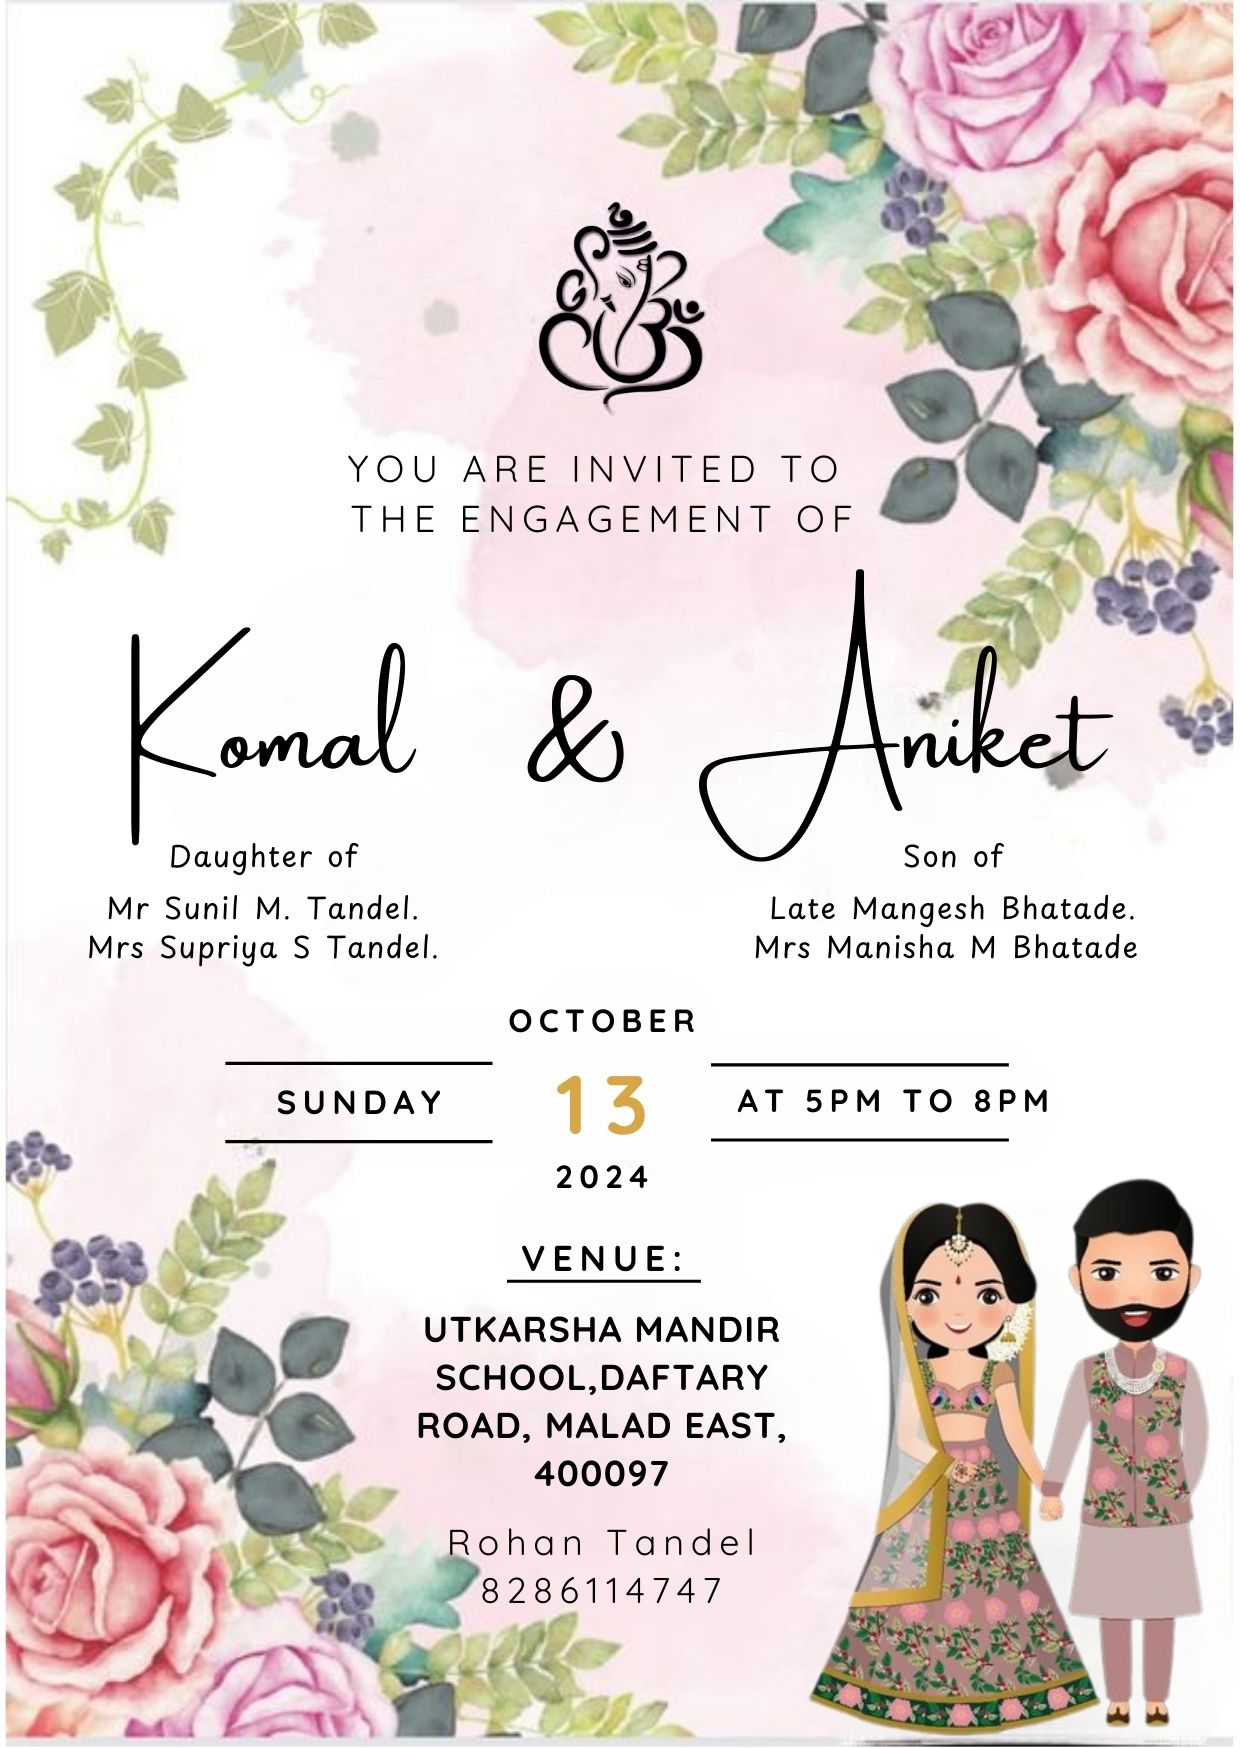 YOU ARE INVITED TO
THE ENGAGEMENT OF
Komal & Aniket
Daughter of
Mr Sunil M. Tandel.
Mrs Supriya S Tandel.
Son of
Late Mangesh Bhatade.
Mrs Manisha M Bhatade
OCTOBER
SUNDAY 13 AT 5PM TO 8PM
2024
VENUE:
UTKARSHA MANDIR
SCHOOL,DAFTARY
ROAD, MALAD EAST,
400097
Rohan Tandel
8286114747